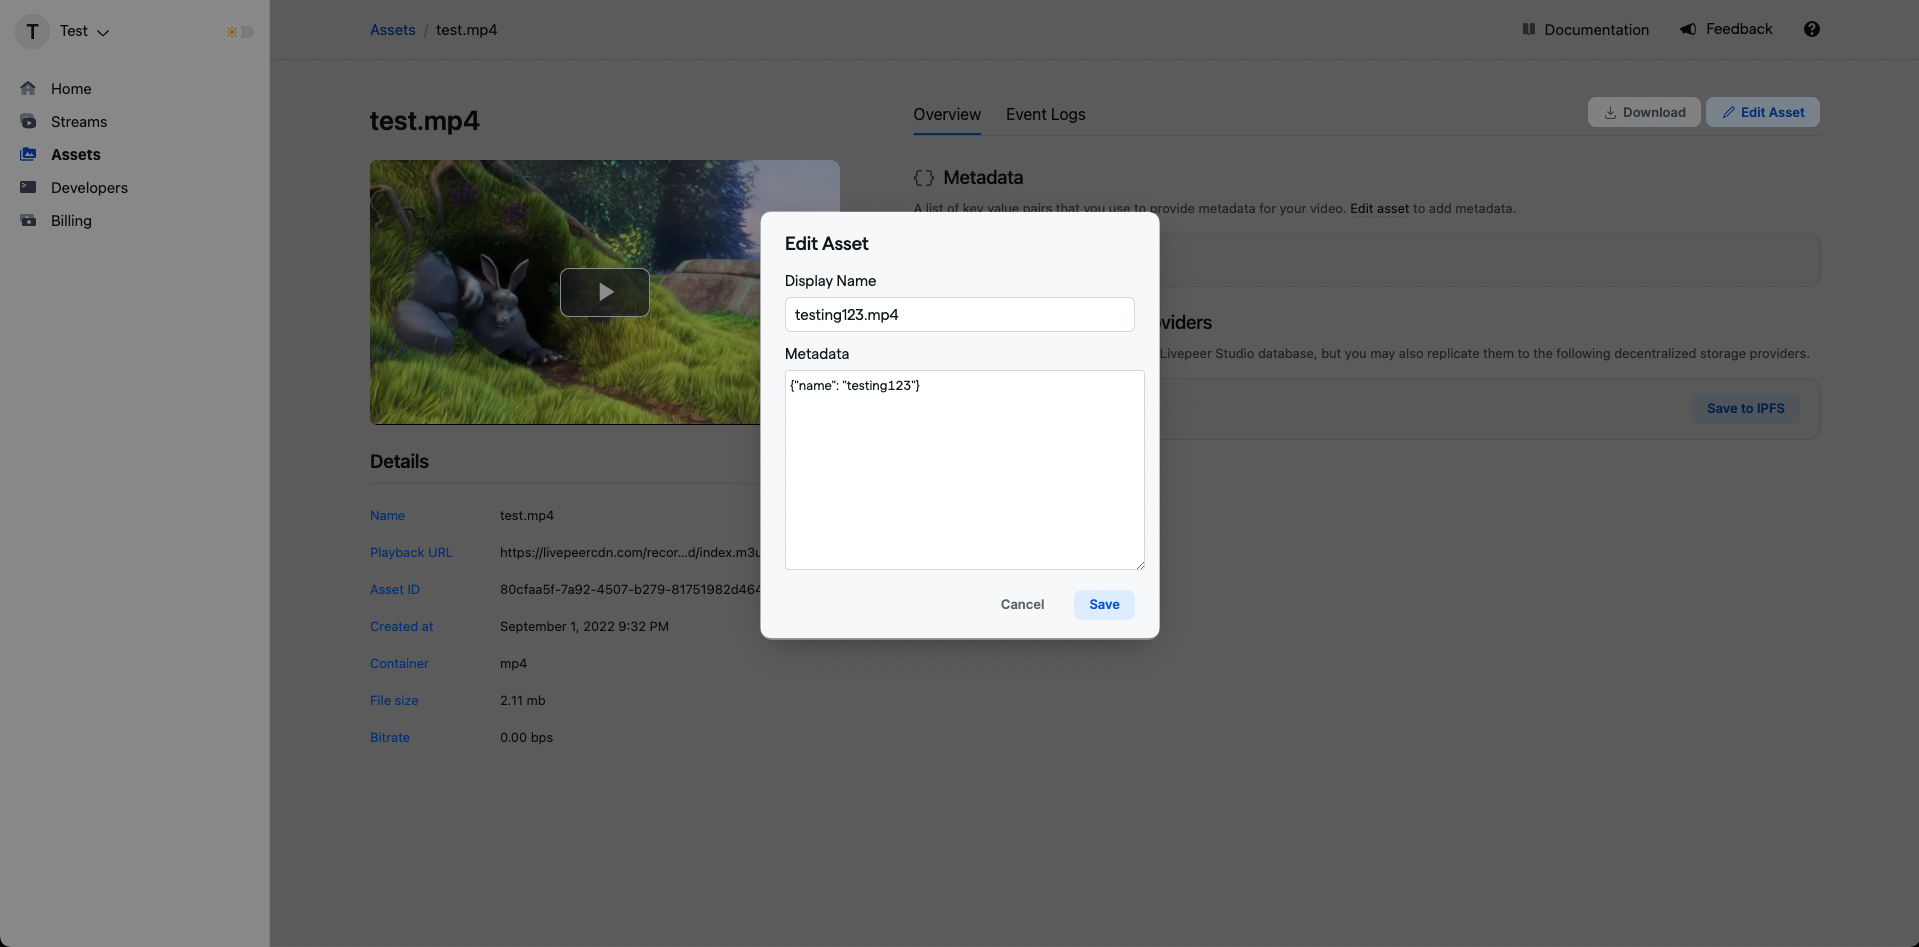 T Test
Home
Streams
Assets
Developers
Billing
Assets / test.mp4
Documentation
Feedback
?
test.mp4
Overview
Event Logs
Download
Edit Asset
{} Metadata
A list of key value pairs that you use to provide metadata for your video. Edit asset to add metadata.
Livepeer Studio database, but you may also replicate them to the following decentralized storage providers.
Save to IPFS
Details
Name test.mp4
Playback URL https://livepeercdn.com/recor...d/index.m3u
Asset ID 80cfaa5f-7a92-4507-b279-81751982d464
Created at September 1, 2022 9:32 PM
Container mp4
File size 2.11 mb
Bitrate 0.00 bps
Edit Asset
Display Name
testing123.mp4
Metadata
{"name": "testing123"}
Cancel
Save